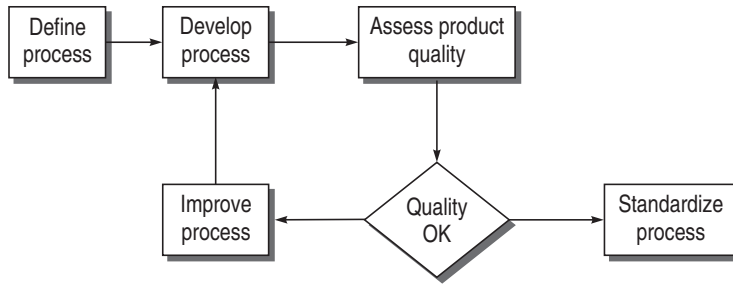 Define
process
Develop
process
Assess product
quality
Improve
process
Quality
OK
Standardize
process